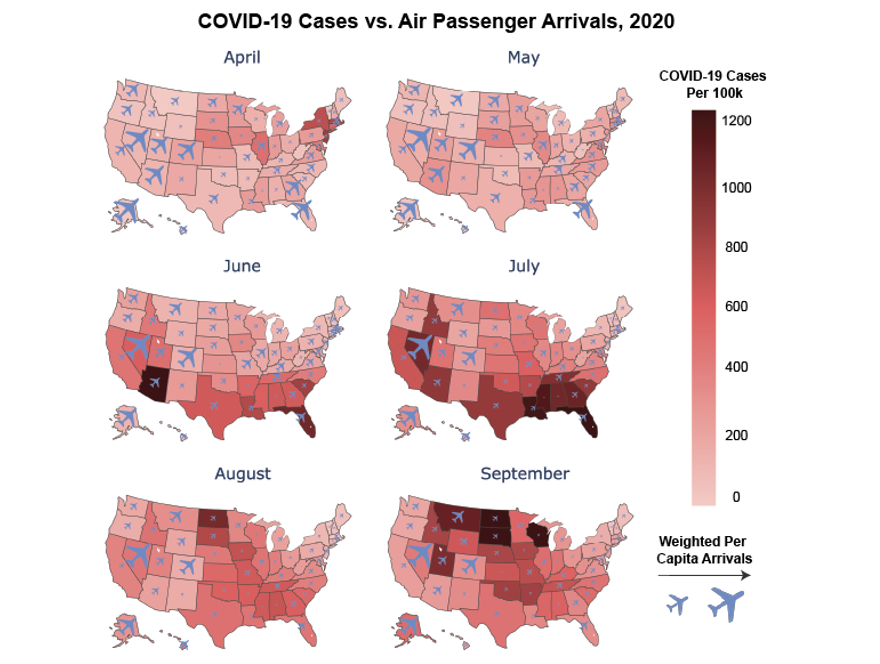 COVID-19 Cases vs. Air Passenger Arrivals, 2020
April
May
COVID-19 Cases
Per 100k
1200
1000
800
600
400
200
0
June
July
August
September
Weighted Per
Capita Arrivals